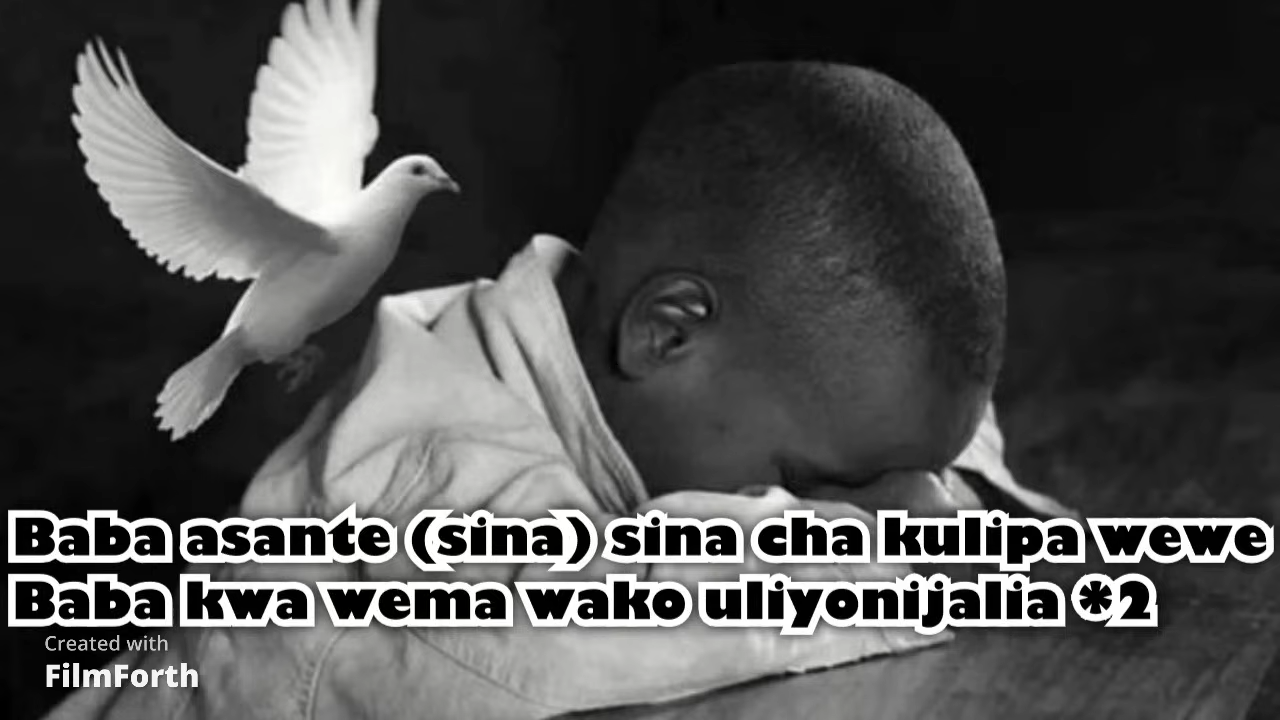 Baba asante (sina) sina cha kulipa wewe
Baba kwa wema wako uliyonijalia *2
Created with
FilmForth